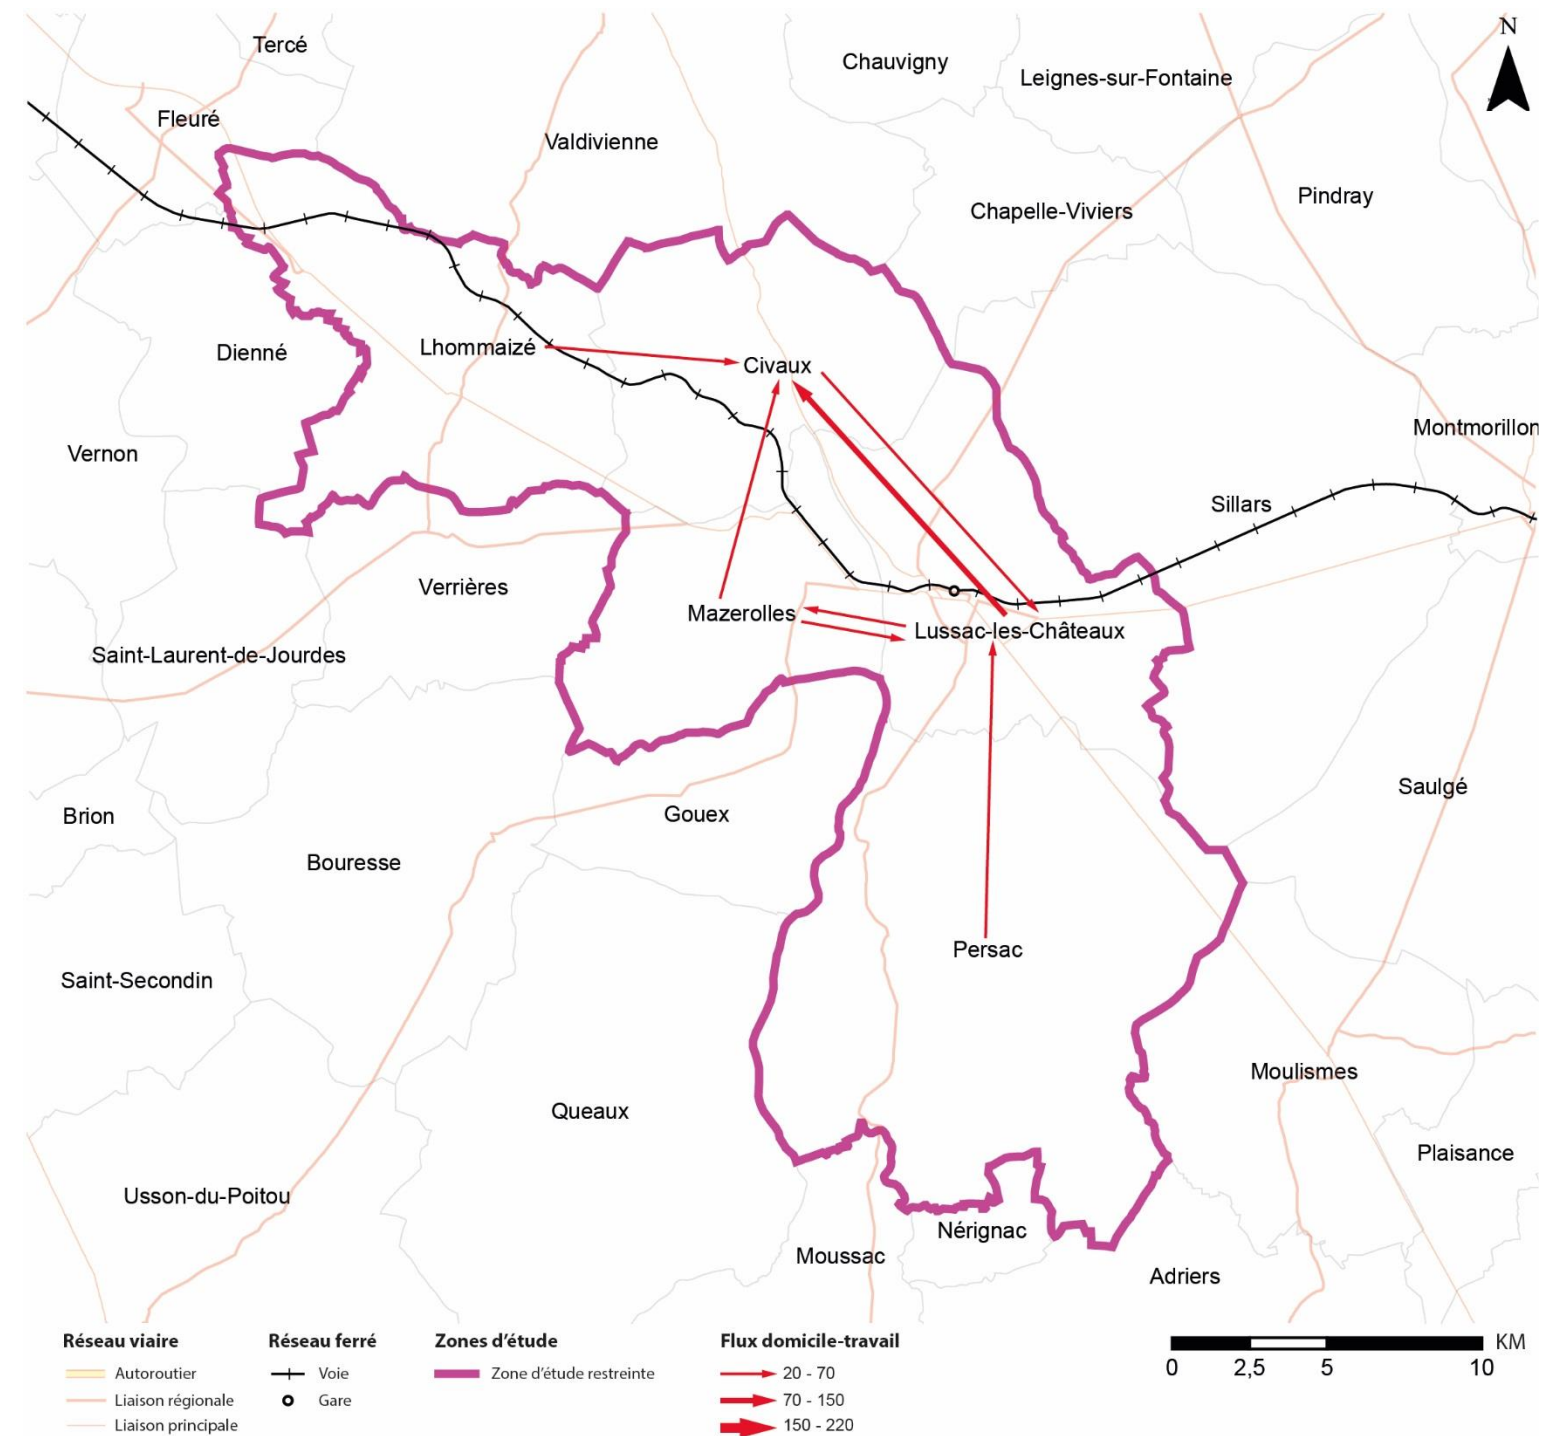 N
Tercé
Chauvigny
Leignes-sur-Fontaine
Fleuré
Valdivienne
Pindray
Chapelle-Viviers
Lhommaizé
Dienné
Civaux
Montmorillon
Vernon
Sillars
Verrières
Mazerolles
Lussac-les-Châteaux
Saint-Laurent-de-Jourdes
Saulgé
Brion
Gouex
Bouresse
Persac
Saint-Secondin
Moulismes
Queaux
Plaisance
Usson-du-Poitou
Nérignac
Moussac
Adriers
Réseau viaire
Autoroutier
Liaison régionale
Liaison principale
Réseau ferré
Voie
Gare
Zones d'étude
Zone d'étude restreinte
Flux domicile-travail
20 - 70
70 - 150
150 - 220
KM
0 2,5 5 10